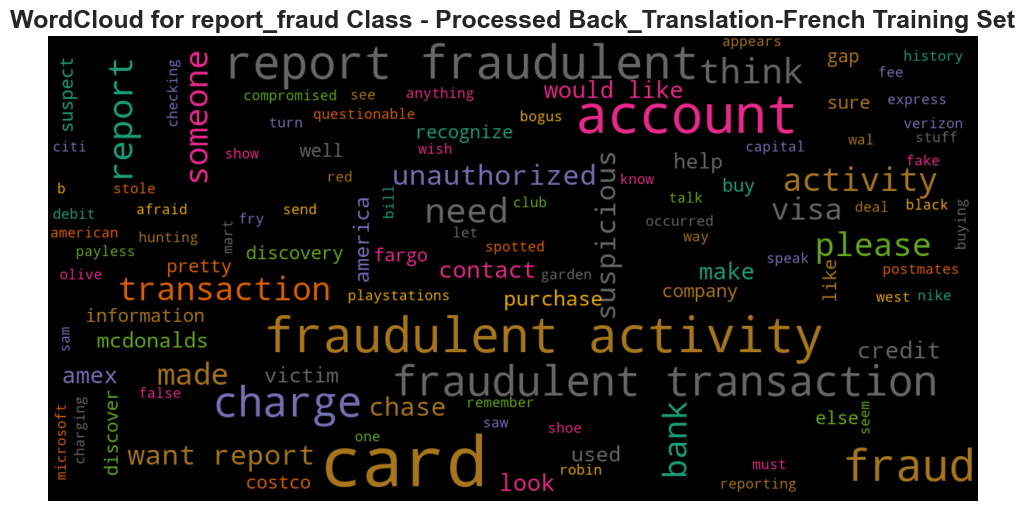 WordCloud for report_fraud Class - Processed Back_Translation-French Training Set
report fraudulent
appears
history
gap
fee
think
suspect
report
checking
someone
compromised
see
anything
would like
account
sure
express
questionable
bogus
verizon
turn
recognize
wal
stuff
citi
show
well
wish
capital
fake
help
b
stole
red
unauthorized
suspicious
know
buy
activity
debit
afraid
fry
send
america
bill
need
club
talk
visa
deal
black
buying
american
hunting
mart
let
occurred
payless
discovery
fargo
spotted
way
please
olive
pretty
contact
garden
make
speak
like
postmates
transaction
playstations
purchase
company
west
nike
information
sam
mcdonalds
fraudulent activity
credit
amex
made
victim
fraudulent transaction
false
charge
chase
remember
microsoft
charging
discover
saw
shoe
bank
else
seem
one
want report
card
used
robin
must
fraud
costco
look
reporting